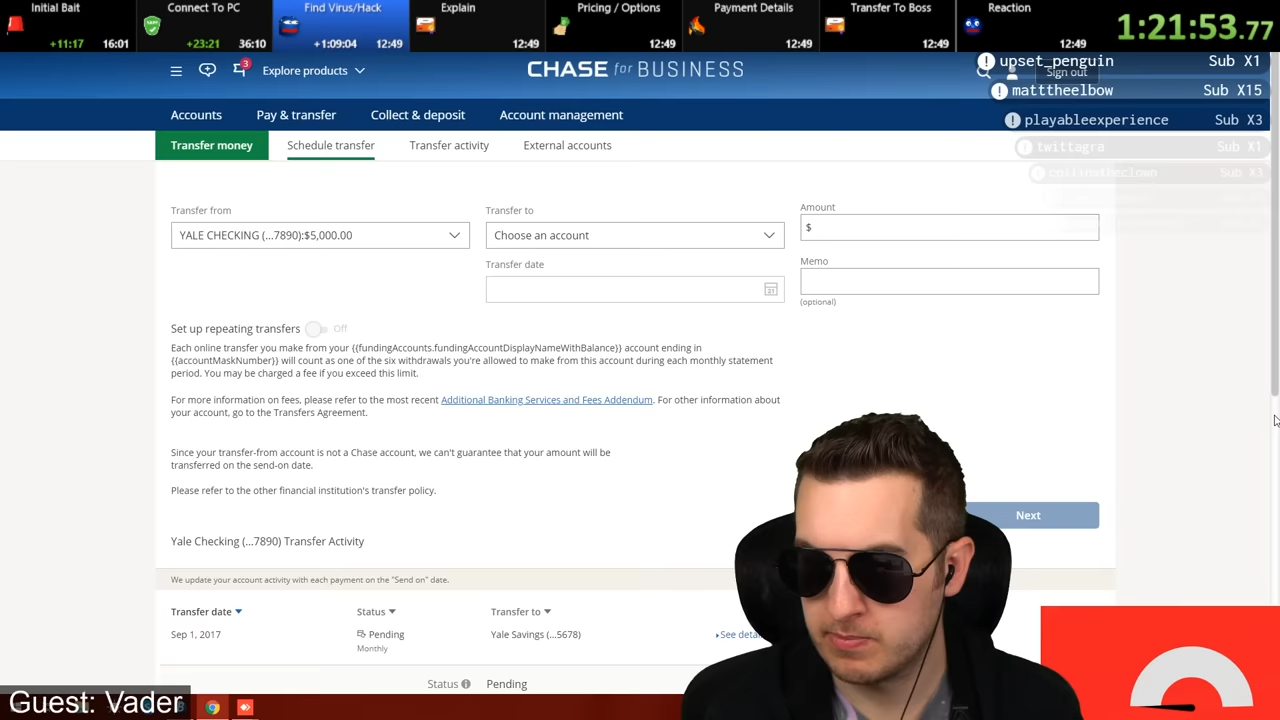 Initial Bait
+11:17 16:01
Connect To PC
+23:21 36:10
Find Virus/Hack
+1:09:04 12:49
Explain
12:49
Pricing / Options
12:49
Payment Details
12:49
Transfer To Boss
12:49
Reaction
12:49
1:21:53.77
3
Explore products
CHASE for BUSINESS
Sign out
upset_penguin Sub X1
matttheelbow Sub X15
playableexperience Sub X3
twittagra Sub X1
collindtheclown Sub X3
Accounts
Pay & transfer
Collect & deposit
Account management
Transfer money
Schedule transfer
Transfer activity
External accounts
Transfer from
YALE CHECKING (...7890):$5,000.00
Transfer to
Choose an account
Transfer date
21
Amount
$
Memo
(optional)
Set up repeating transfers Off
Each online transfer you make from your {{fundingAccounts.fundingAccountDisplayNameWithBalance}} account ending in
{{accountMaskNumber}} will count as one of the six withdrawals you're allowed to make from this account during each monthly statement
period. You may be charged a fee if you exceed this limit.
For more information on fees, please refer to the most recent Additional Banking Services and Fees Addendum. For other information about
your account, go to the Transfers Agreement.
Since your transfer-from account is not a Chase account, we can't guarantee that your amount will be
transferred on the send-on date.
Please refer to the other financial institution's transfer policy.
Next
Yale Checking (...7890) Transfer Activity
We update your account activity with each payment on the "Send on" date.
Transfer date Status Transfer to
Sep 1, 2017 Pending Yale Savings (...5678) See
Monthly
Status Pending
Guest: Vader